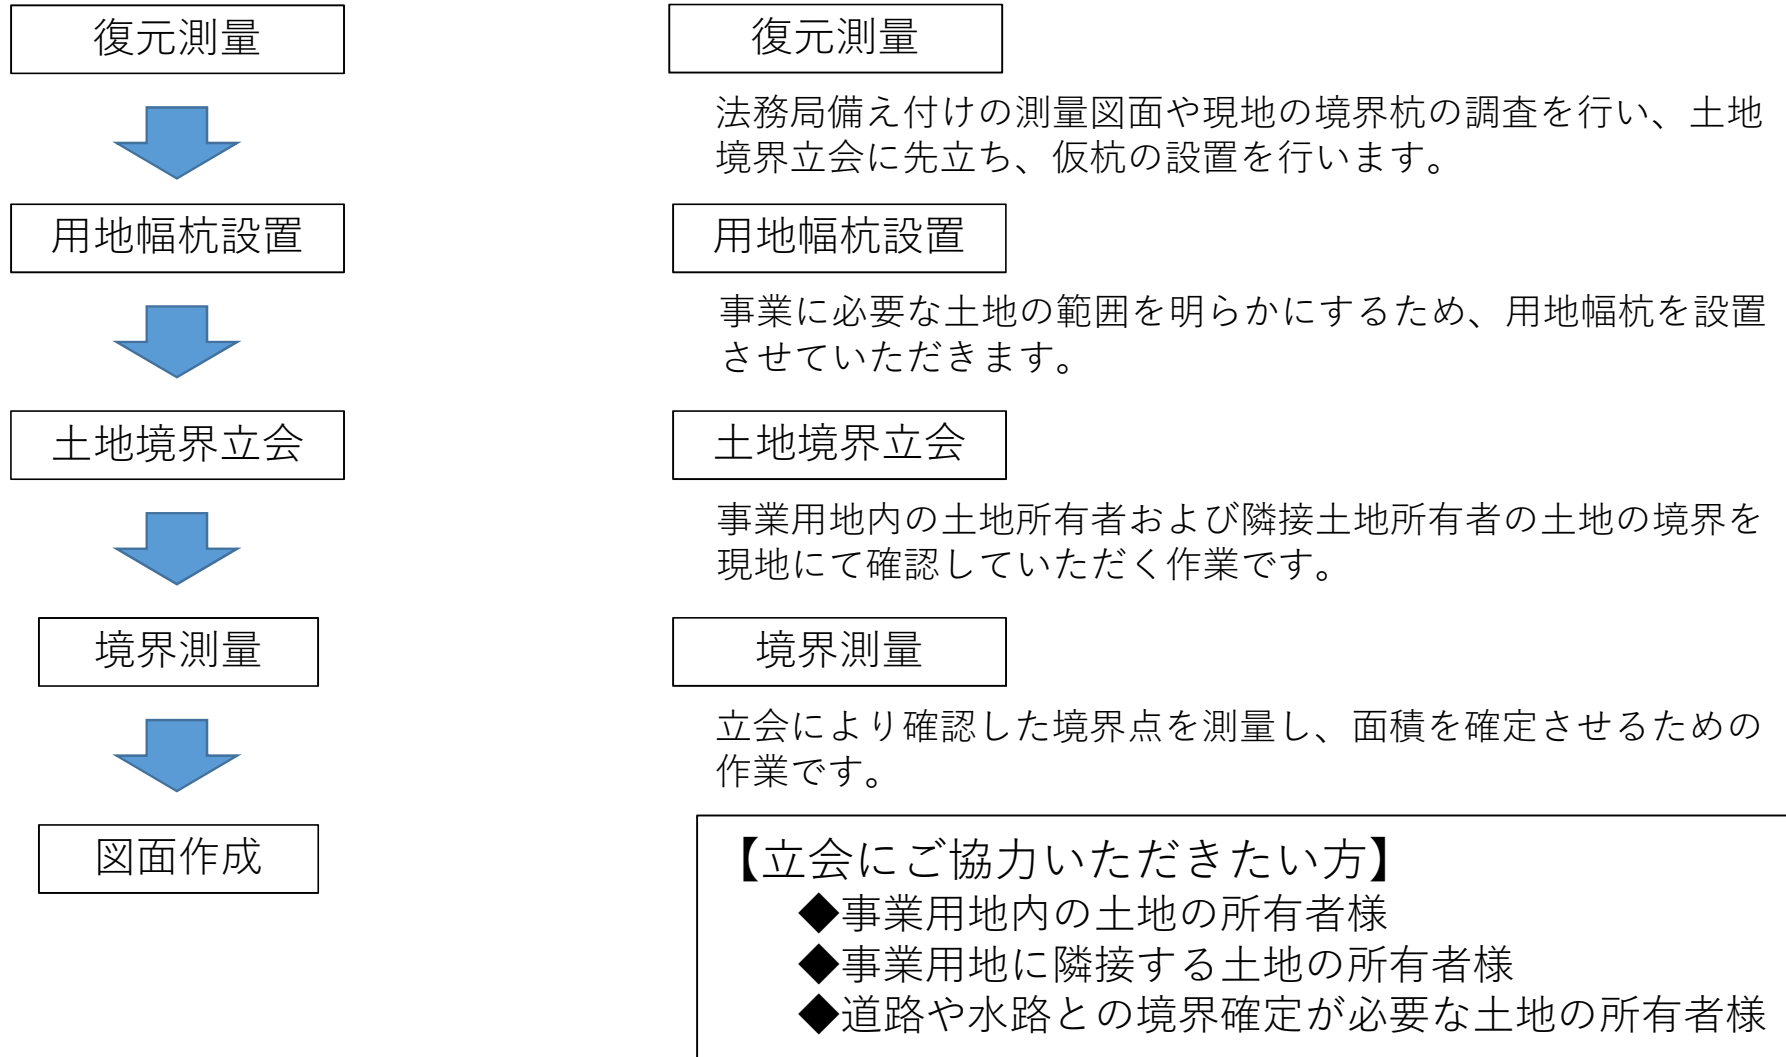 復元測量
用地幅杭設置
土地境界立会
境界測量
図面作成
復元測量
法務局備え付けの測量図面や現地の境界杭の調査を行い、土地
境界立会に先立ち、仮杭の設置を行います。
用地幅杭設置
事業に必要な土地の範囲を明らかにするため、用地幅杭を設置
させていただきます。
土地境界立会
事業用地内の土地所有者および隣接土地所有者の土地の境界を
現地にて確認していただく作業です。
境界測量
立会により確認した境界点を測量し、面積を確定させるための
作業です。
【立会にご協力いただきたい方】
◆事業用地内の土地の所有者様
◆事業用地に隣接する土地の所有者様
◆道路や水路との境界確定が必要な土地の所有者様